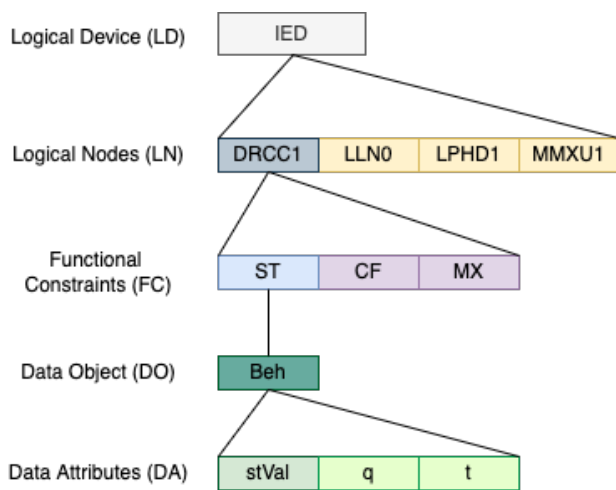 Logical Device (LD)
IED
Logical Nodes (LN)
DRCC1
LLN0
LPHD1
MMXU1
Functional
Constraints (FC)
ST
CF
MX
Data Object (DO)
Beh
Data Attributes (DA)
stVal
q
t